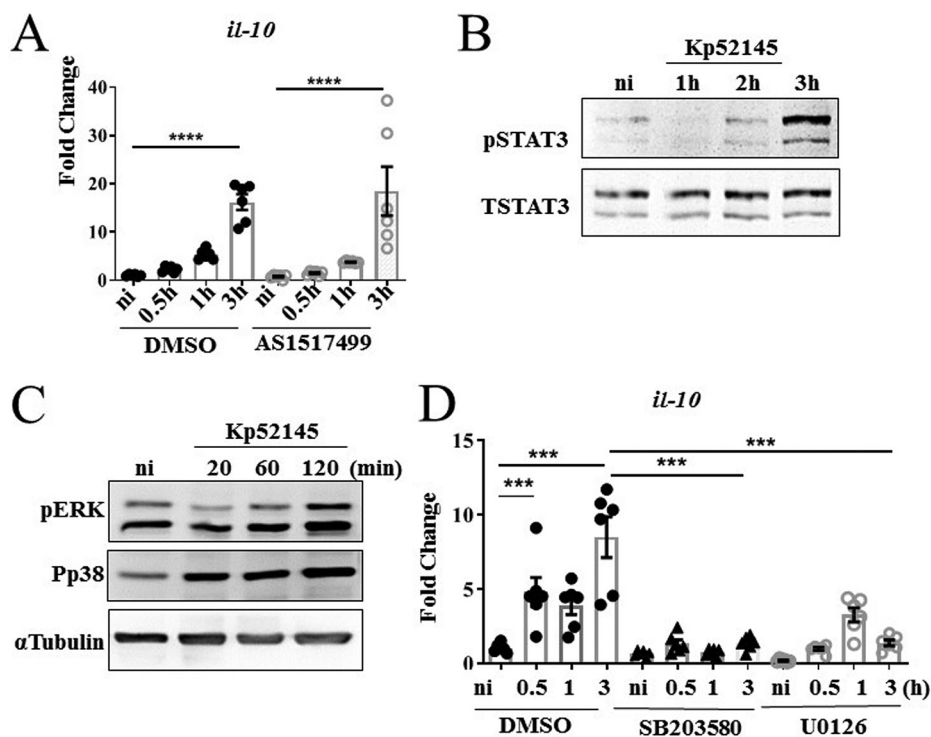 A
il-10
Fold Change
40
30
20
10
0
****
****
ni
0.5h
1h
3h
ni
0.5h
1h
3h
DMSO
AS1517499
B
Kp52145
ni
1h
2h
3h
pSTAT3
TSTAT3
C
Kp52145
ni
20
60
120
(min)
pERK
Pp38
αTubulin
D
il-10
Fold Change
15
10
5
0
***
***
***
***
ni
0.5
1
3
ni
0.5
1
3
ni
0.5
1
3
(h)
DMSO
SB203580
U0126